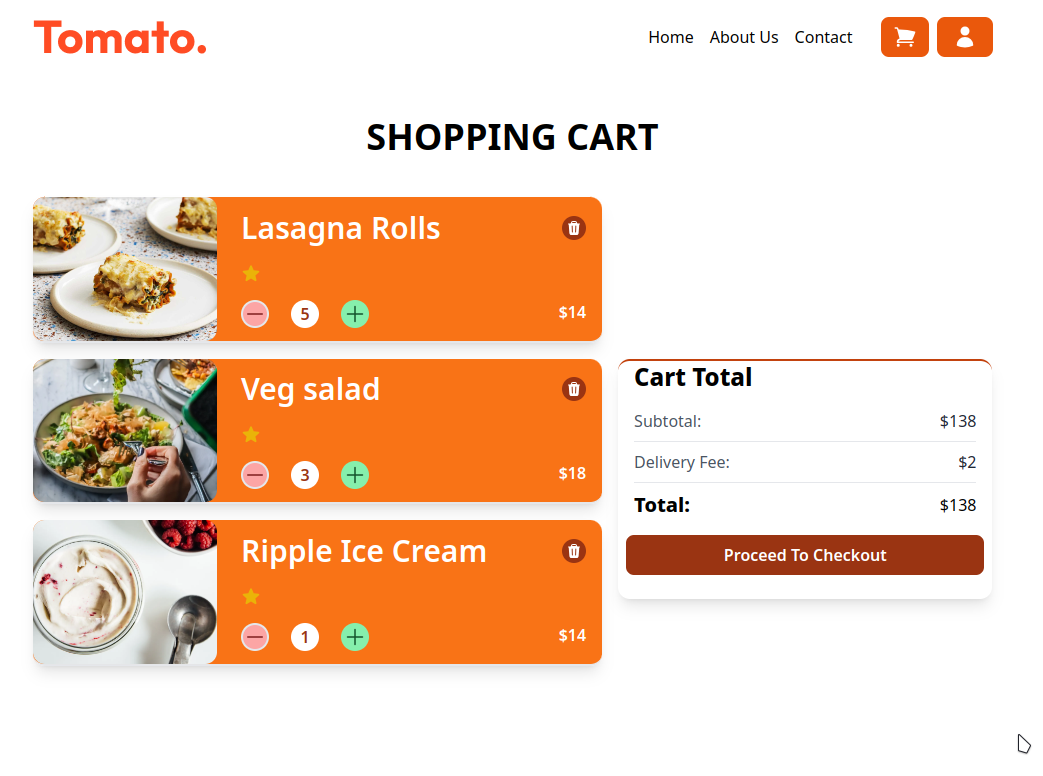 Tomato.
Home About Us Contact
SHOPPING CART
Lasagna Rolls
5
$14
Veg salad
3
$18
Ripple Ice Cream
1
$14
Cart Total
Subtotal: $138
Delivery Fee: $2
Total: $138
Proceed To Checkout